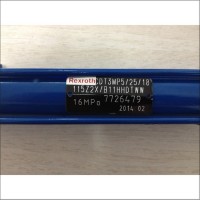 Rexroth CDT3MP5/25/18
115Z2X/B11HHDTWW
16MPa 7726479
2014.02